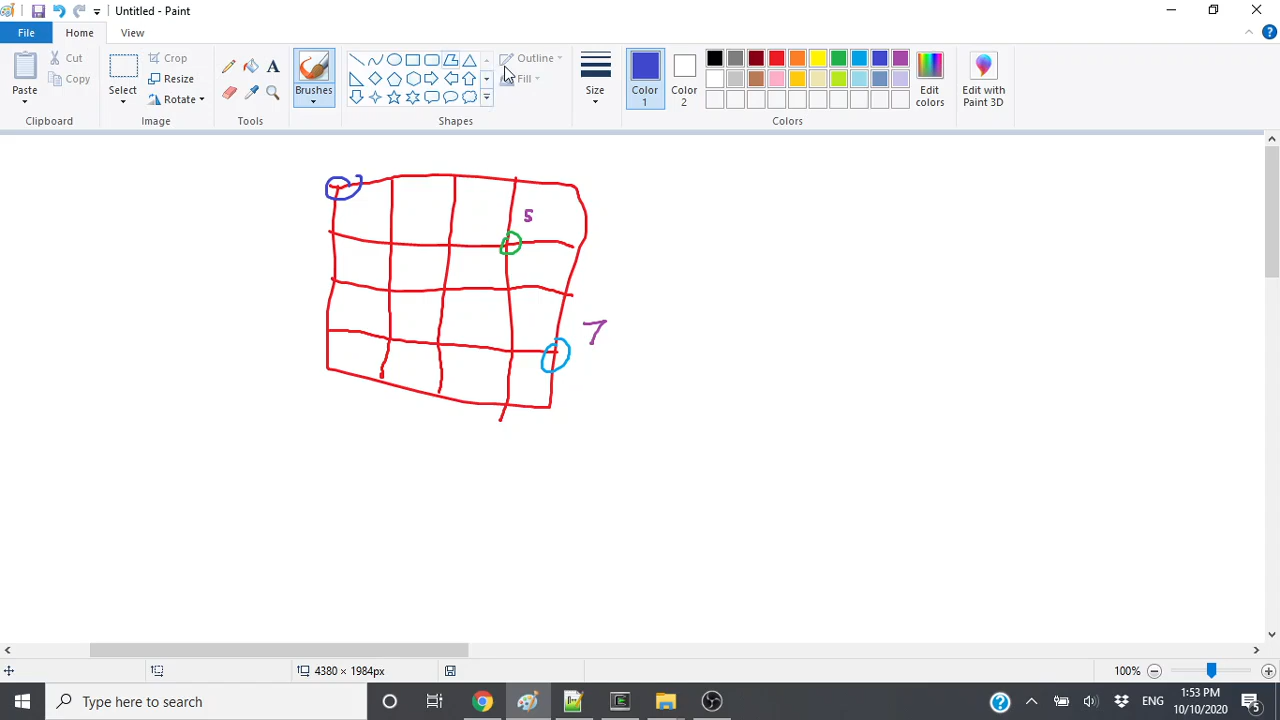 Untitled - Paint
File Home View
Paste
Cut
Copy
Clipboard
Select
Crop
Resize
Rotate
Image
A
Tools
Brushes
Shapes
Outline
Fill
Size
Color 1
Color 2
Colors
Edit colors
Edit with Paint 3D
5
7
4380 × 1984px
100%
Type here to search
ENG
1:53 PM
10/10/2020
5